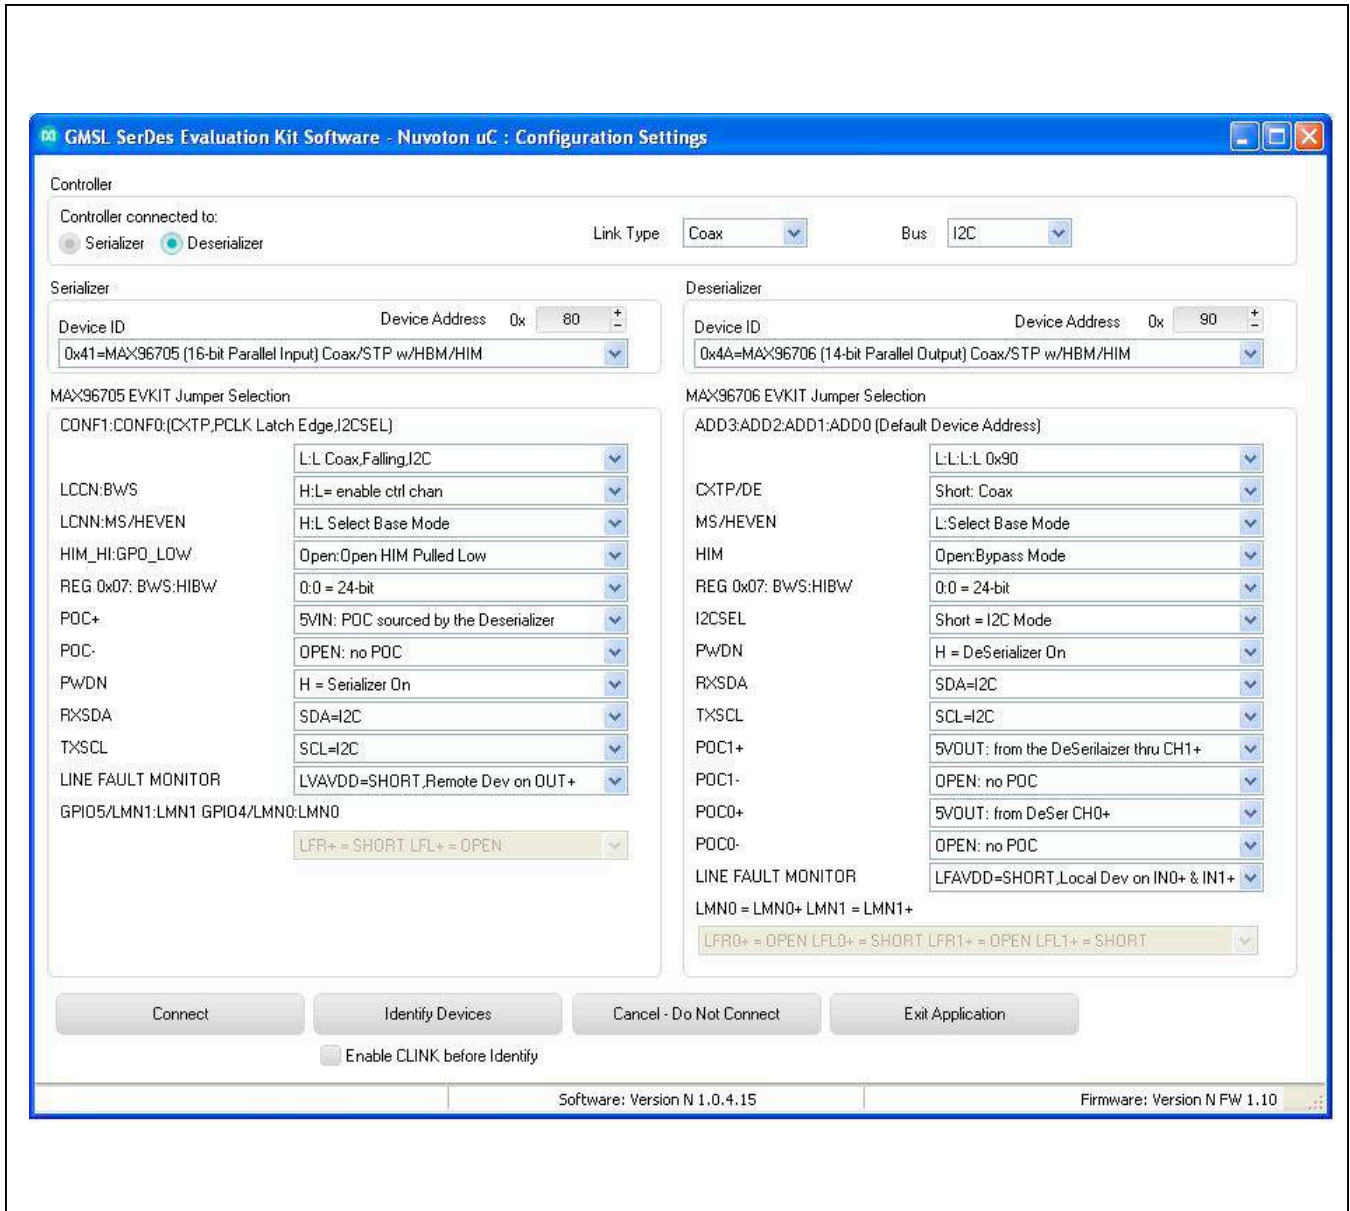 GMSL SerDes Evaluation Kit Software - Nuvoton uC : Configuration Settings
Controller
Controller connected to:
Serializer Deserializer Link Type Coax Bus I2C
Serializer
Device Address 0x 80 + -
Device ID
0x41=MAX96705 (16-bit Parallel Input) Coax/STP w/HBM/HIM
MAX96705 EVKIT Jumper Selection
CONF1:CONF0:(CXTP,PCLK Latch Edge,I2CSEL)
L:L Coax,Falling,I2C
LCCN:BWS H:L= enable ctrl chan
LCNN:MS/HEVEN H:L Select Base Mode
HIM_HI:GPO_LOW Open:Open HIM Pulled Low
REG 0x07: BWS:HIBW 0:0 = 24-bit
POC+ 5VIN: POC sourced by the Deserializer
POC- OPEN: no POC
PWDN H = Serializer On
RXSDA SDA=I2C
TXSCL SCL=I2C
LINE FAULT MONITOR LVAVDD=SHORT,Remote Dev on OUT+
GPIO5/LMN1:LMN1 GPIO4/LMN0:LMN0
LFR+ = SHORT LFL+ = OPEN
Deserializer
Device Address 0x 90 + -
Device ID
0x4A=MAX96706 (14-bit Parallel Output) Coax/STP w/HBM/HIM
MAX96706 EVKIT Jumper Selection
ADD3:ADD2:ADD1:ADD0 (Default Device Address)
L:L:L:L 0x90
CXTP/DE Short: Coax
MS/HEVEN L:Select Base Mode
HIM Open:Bypass Mode
REG 0x07: BWS:HIBW 0:0 = 24-bit
I2CSEL Short = I2C Mode
PWDN H = DeSerializer On
RXSDA SDA=I2C
TXSCL SCL=I2C
POC1+ 5VOUT: from the DeSerilaizer thru CH1+
POC1- OPEN: no POC
POC0+ 5VOUT: from DeSer CH0+
POC0- OPEN: no POC
LINE FAULT MONITOR LFAVDD=SHORT,Local Dev on IN0+ & IN1+
LMN0 = LMN0+ LMN1 = LMN1+
LFR0+ = OPEN LFL0+ = SHORT LFR1+ = OPEN LFL1+ = SHORT
Connect Identify Devices Cancel - Do Not Connect Exit Application
Enable CLINK before Identify
Software: Version N 1.0.4.15 Firmware: Version N FW 1.10